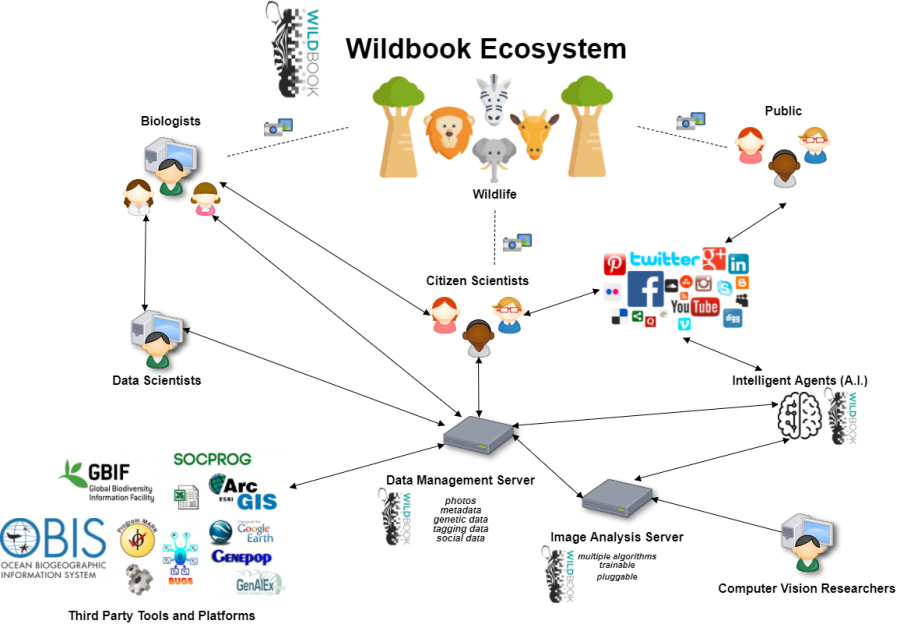 WILDBOOK
Wildbook Ecosystem
Biologists
Public
Wildlife
Citizen Scientists
twitter
g+
in
facebook
You Tube
digg
Data Scientists
Intelligent Agents (A.I.)
WILDBOOK
Data Management Server
WILDBOOK
photos
metadata
genetic data
tagging data
social data
Image Analysis Server
WILDBOOK
multiple algorithms
trainable
pluggable
Computer Vision Researchers
GBIF
Global Biodiversity
Information Facility
SOCPROG
Arc
ESRI GIS
OBIS
OCEAN BIOGEOGRAPHIC
INFORMATION SYSTEM
Program MARK
BUGS
Google
Earth
GENEPOP
GenAlEx
Third Party Tools and Platforms